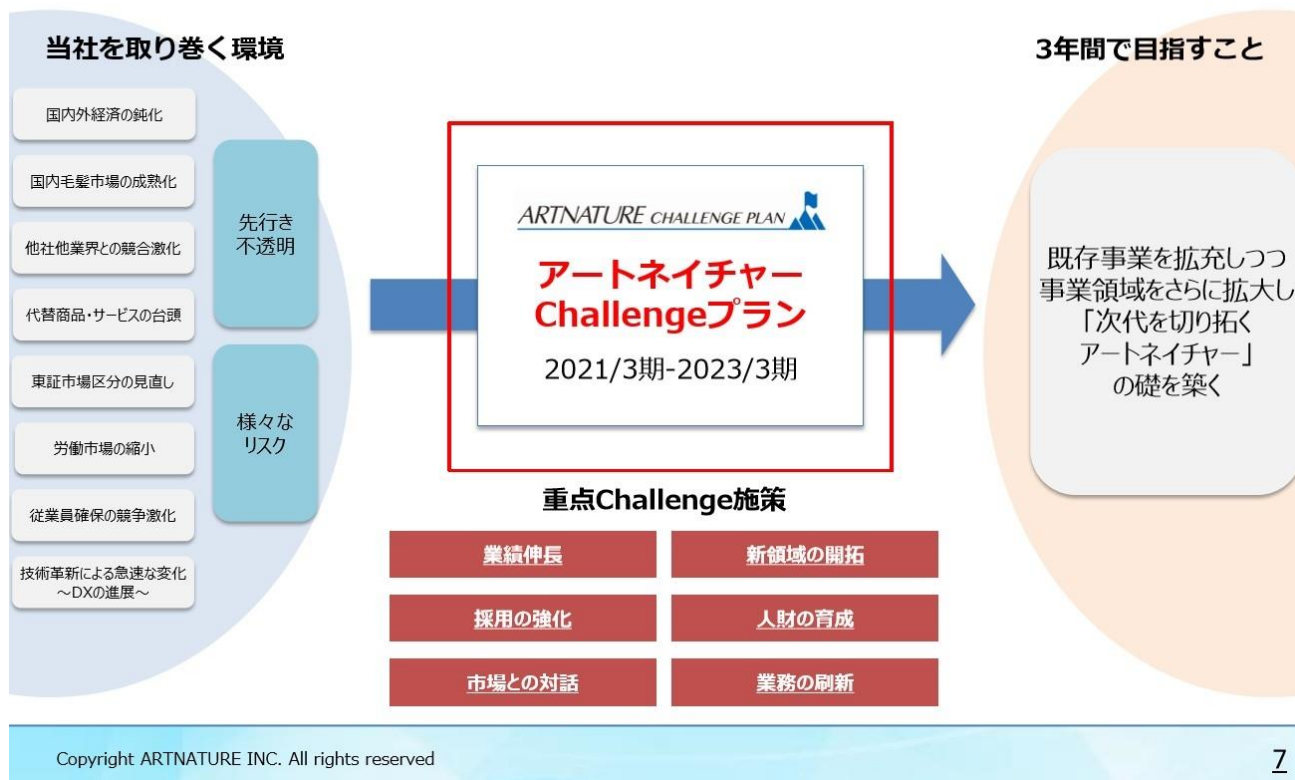 当社を取り巻く環境
国内外経済の鈍化
国内毛髪市場の成熟化
他社他業界との競合激化
代替商品・サービスの台頭
東証市場区分の見直し
労働市場の縮小
従業員確保の競争激化
技術革新による急速な変化
～DXの進展～
先行き
不透明
様々な
リスク
ARTNATURE CHALLENGE PLAN
アートネイチャー
Challengeプラン
2021/3期-2023/3期
重点Challenge施策
業績伸長
新領域の開拓
採用の強化
人財の育成
市場との対話
業務の刷新
3年間で目指すこと
既存事業を拡充しつつ
事業領域をさらに拡大し
「次代を切り拓く
アートネイチャー」
の礎を築く
Copyright ARTNATURE INC. All rights reserved
7